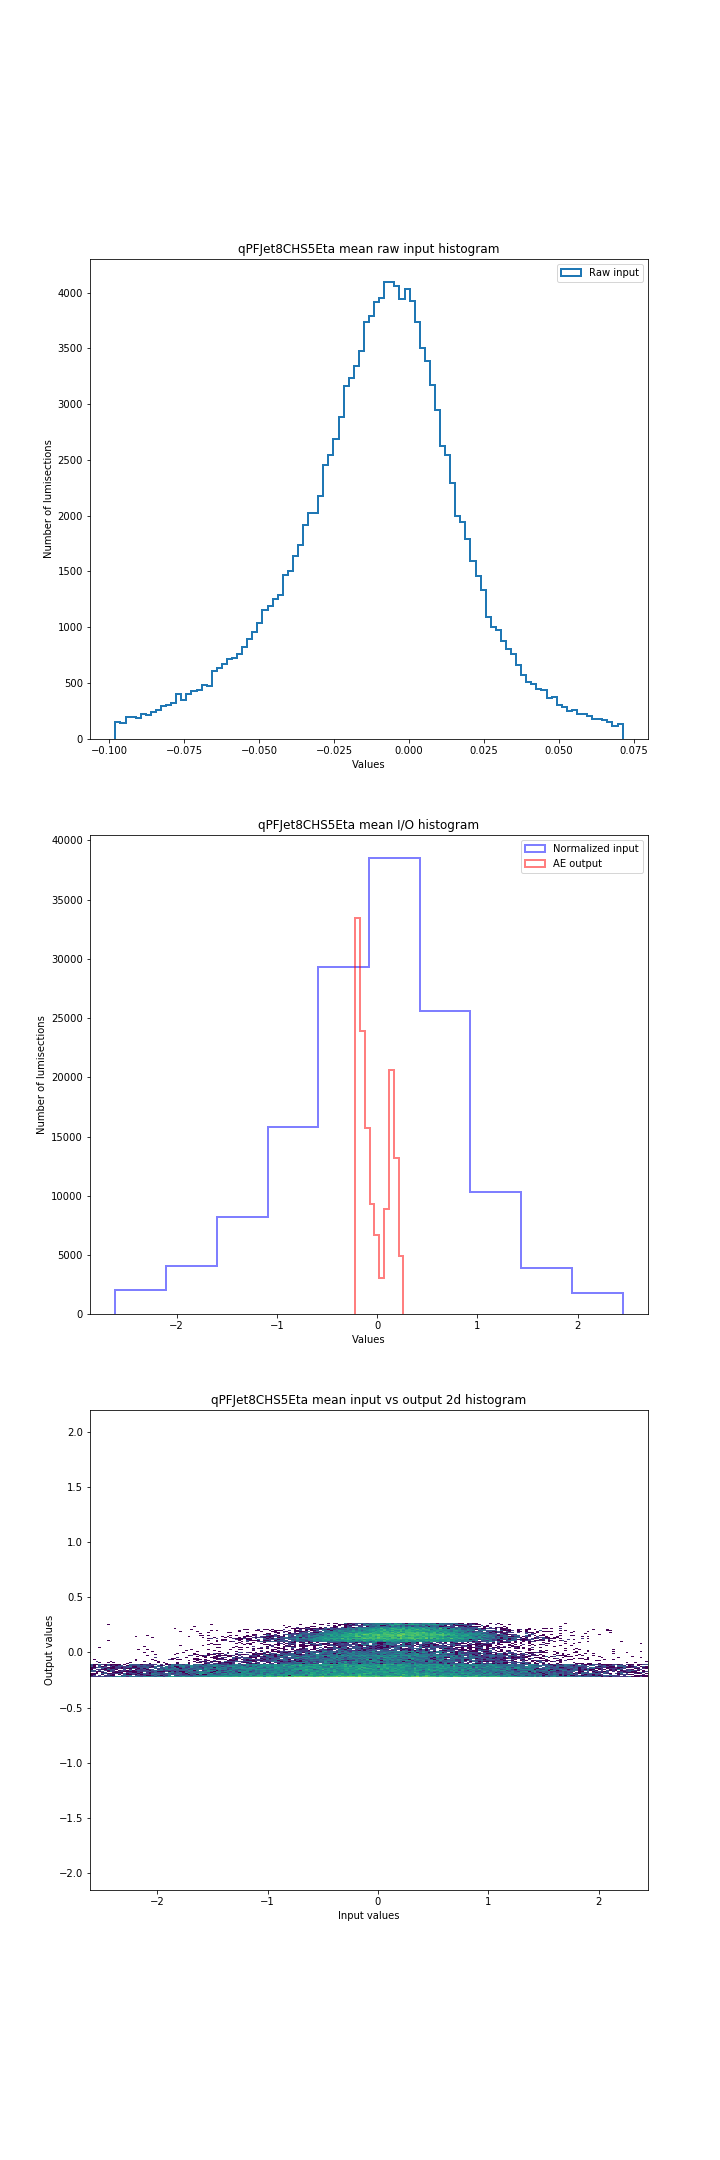 qPFJet8CHS5Eta mean raw input histogram
Raw input
4000
3500
3000
2500
2000
1500
1000
500
0
Number of lumisections
−0.100 −0.075 −0.050 −0.025 0.000 0.025 0.050 0.075
Values
qPFJet8CHS5Eta mean I/O histogram
Normalized input
AE output
40000
35000
30000
25000
20000
15000
10000
5000
0
Number of lumisections
−2 −1 0 1 2
Values
qPFJet8CHS5Eta mean input vs output 2d histogram
2.0
1.5
1.0
0.5
0.0
−0.5
−1.0
−1.5
−2.0
Output values
−2 −1 0 1 2
Input values